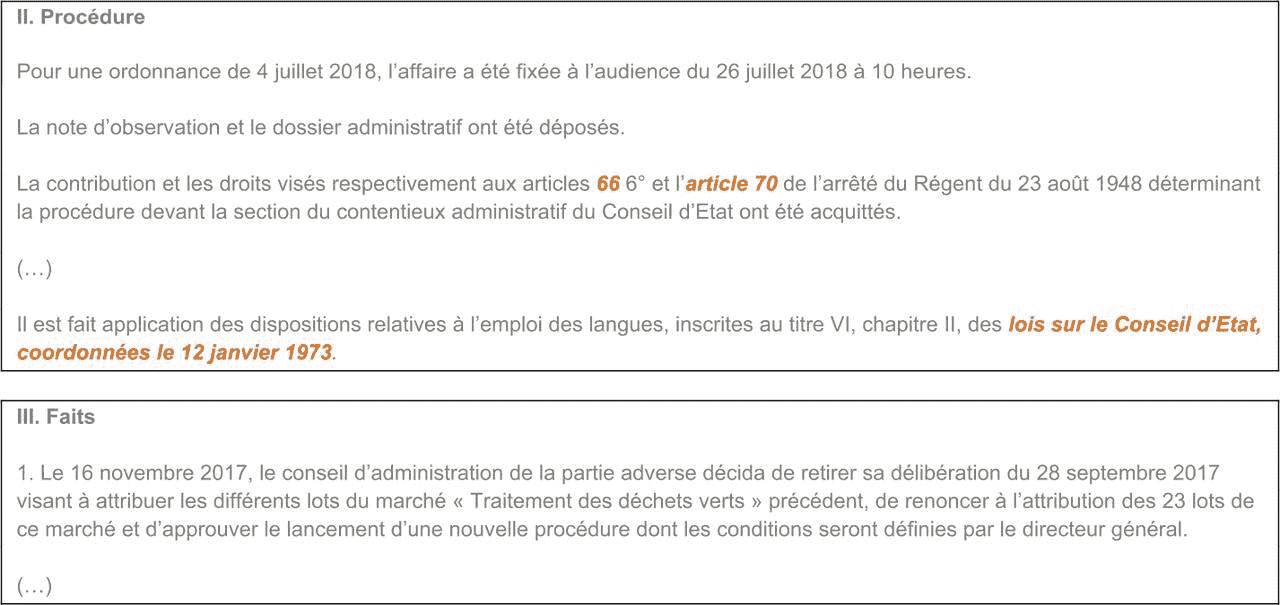 II. Procédure
Pour une ordonnance de 4 juillet 2018, l’affaire a été fixée à l’audience du 26 juillet 2018 à 10 heures.
La note d’observation et le dossier administratif ont été déposés.
La contribution et les droits visés respectivement aux articles 66 6° et l’article 70 de l’arrêté du Régent du 23 août 1948 déterminant
la procédure devant la section du contentieux administratif du Conseil d’Etat ont été acquittés.
(…)
Il est fait application des dispositions relatives à l’emploi des langues, inscrites au titre VI, chapitre II, des lois sur le Conseil d’Etat,
coordonnées le 12 janvier 1973.
III. Faits
1. Le 16 novembre 2017, le conseil d’administration de la partie adverse décida de retirer sa délibération du 28 septembre 2017
visant à attribuer les différents lots du marché « Traitement des déchets verts » précédent, de renoncer à l’attribution des 23 lots de
ce marché et d’approuver le lancement d’une nouvelle procédure dont les conditions seront définies par le directeur général.
(…)